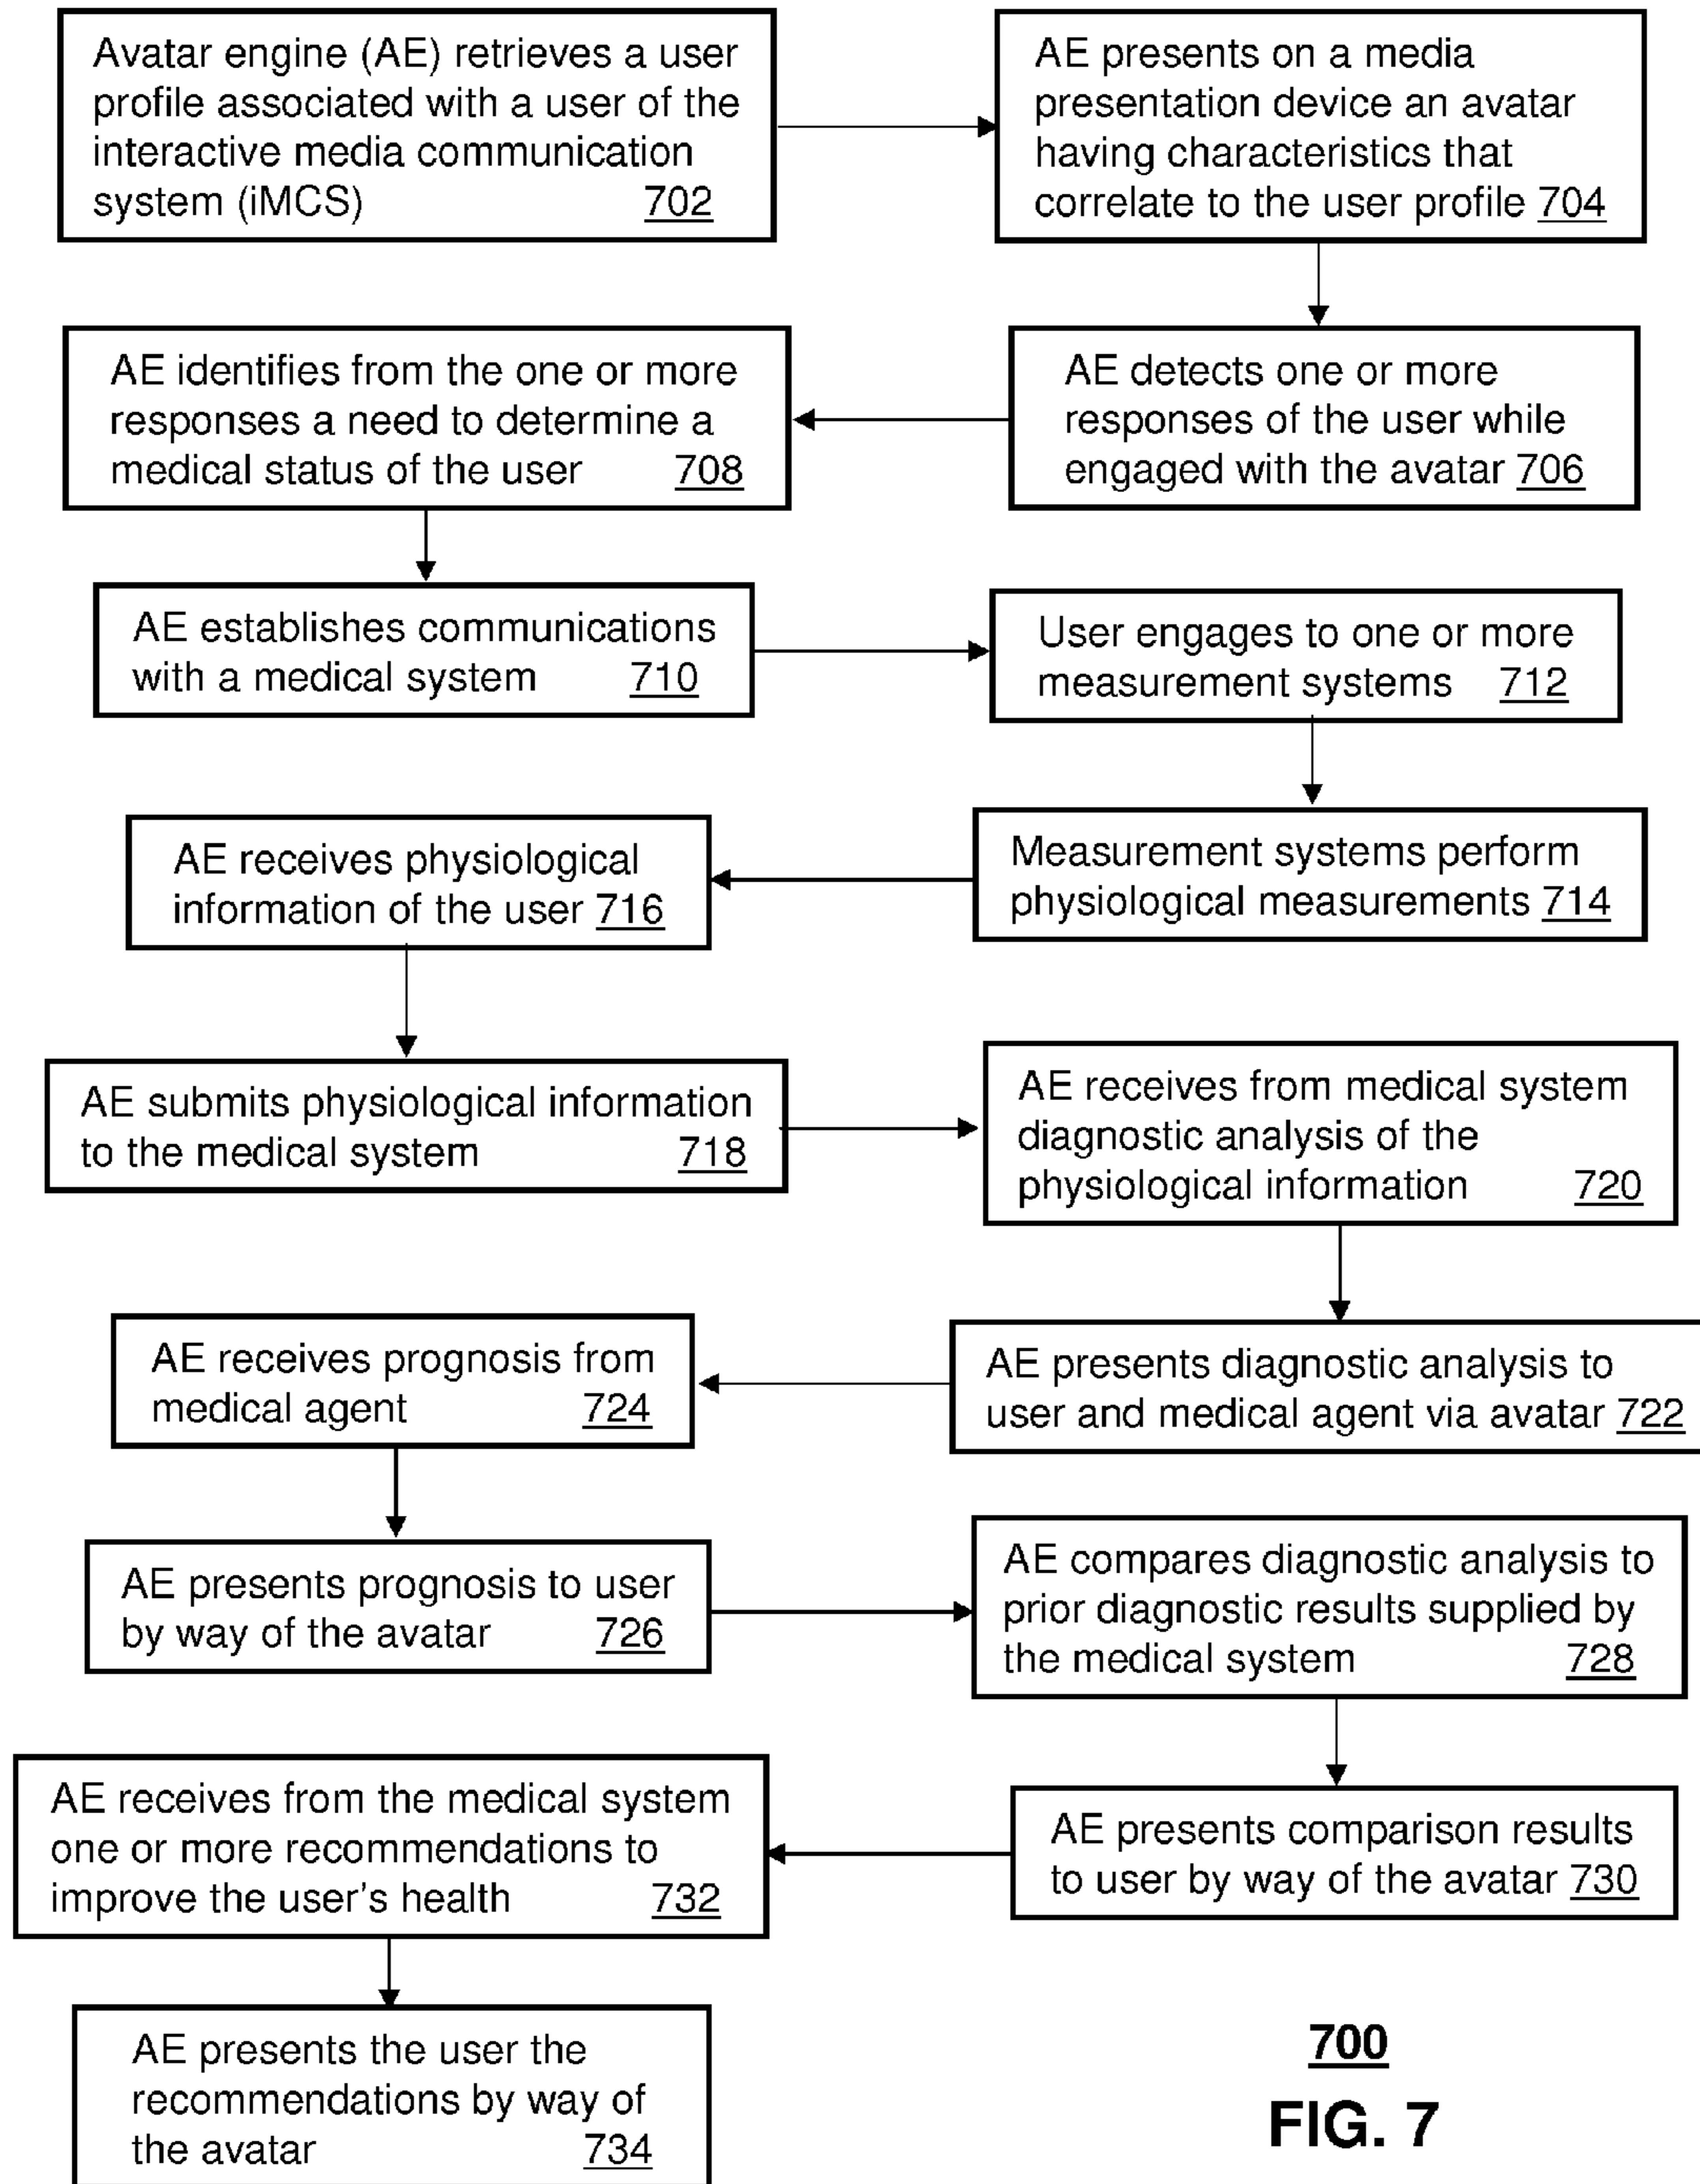 Avatar engine (AE) retrieves a user
profile associated with a user of the
interactive media communication
system (iMCS) 702
AE presents on a media
presentation device an avatar
having characteristics that
correlate to the user profile 704
AE detects one or more
responses of the user while
engaged with the avatar 706
AE identifies from the one or more
responses a need to determine a
medical status of the user 708
AE establishes communications
with a medical system 710
User engages to one or more
measurement systems 712
Measurement systems perform
physiological measurements 714
AE receives physiological
information of the user 716
AE submits physiological information
to the medical system 718
AE receives from medical system
diagnostic analysis of the
physiological information 720
AE presents diagnostic analysis to
user and medical agent via avatar 722
AE receives prognosis from
medical agent 724
AE presents prognosis to user
by way of the avatar 726
AE compares diagnostic analysis to
prior diagnostic results supplied by
the medical system 728
AE presents comparison results
to user by way of the avatar 730
AE receives from the medical system
one or more recommendations to
improve the user's health 732
AE presents the user the
recommendations by way of
the avatar 734
700
FIG. 7